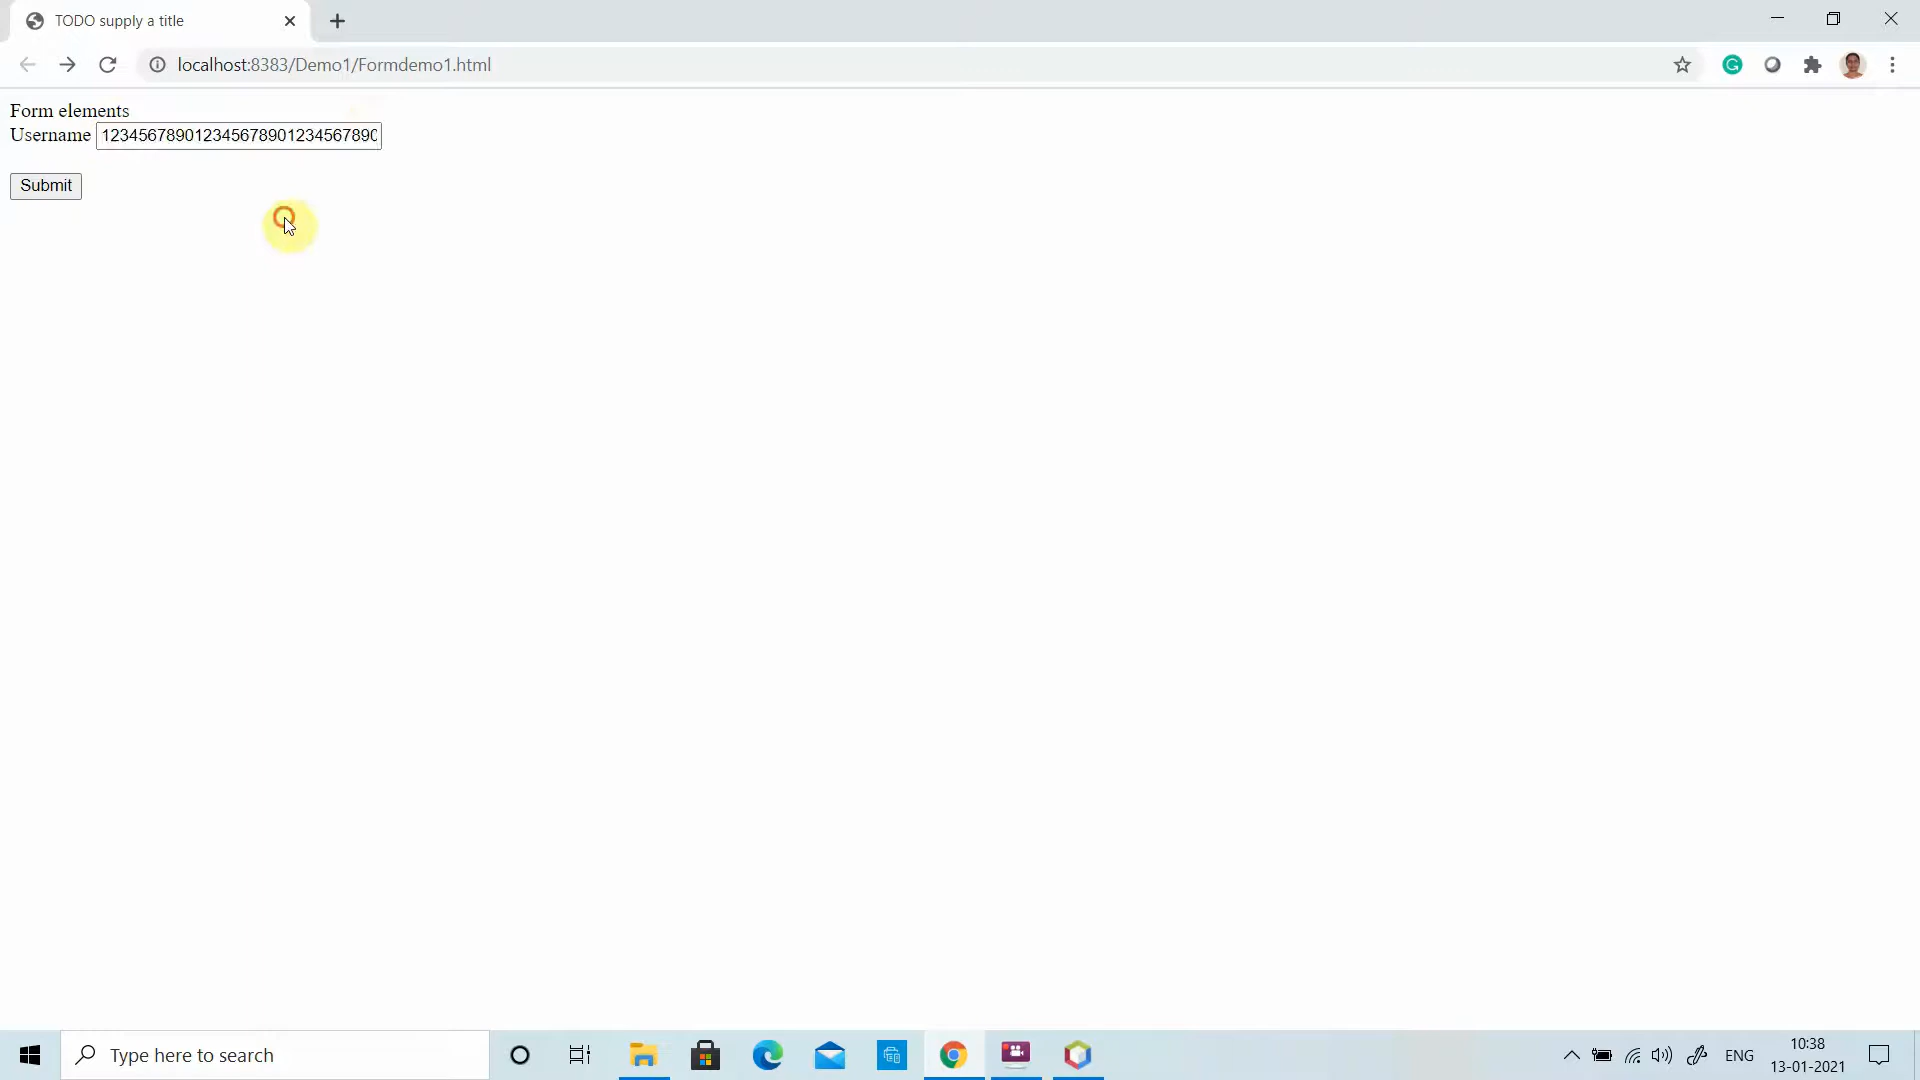 TODO supply a title
localhost:8383/Demo1/Formdemo1.html
Form elements
Username 123456789012345678901234567890
Submit
Type here to search
ENG
10:38
13-01-2021